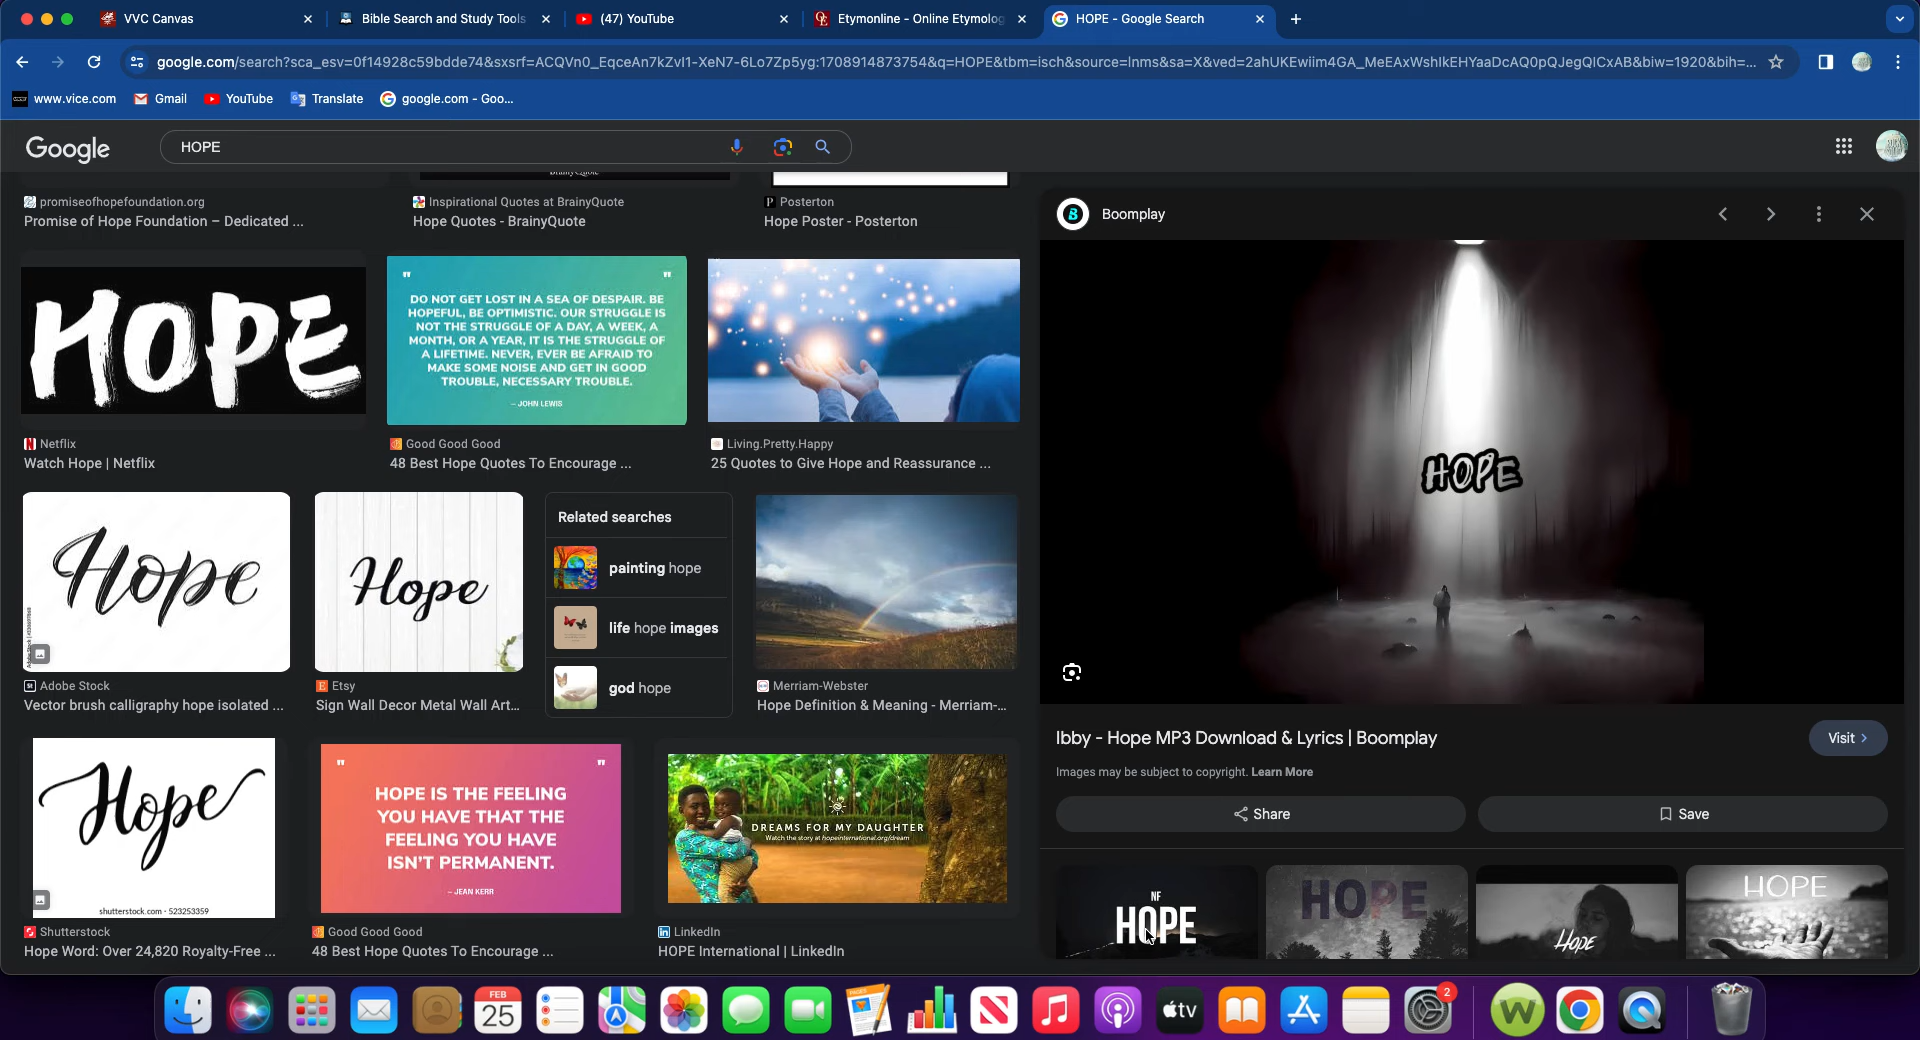 VVC Canvas
Bible Search and Study Tools
(47) YouTube
Etymonline - Online Etymolog
HOPE - Google Search
google.com/search?sca_esv=0f14928c59bdde74&sxsrf=ACQVn0_EqceAn7kZvI1-XeN7-6Lo7Zp5yg:1708914873754&q=HOPE&tbm=isch&source=lnms&sa=X&ved=2ahUKEwiim4GA_MeEAxWshIkEHYaaDcAQ0pQJegQICxAB&biw=1920&bih=...
www.vice.com
Gmail
YouTube
Translate
google.com - Goo...
Google
HOPE
BrainyQuote
promiseofhopefoundation.org
Promise of Hope Foundation – Dedicated ...
Inspirational Quotes at BrainyQuote
Hope Quotes - BrainyQuote
Posterton
Hope Poster - Posterton
HOPE
" "
DO NOT GET LOST IN A SEA OF DESPAIR. BE
HOPEFUL, BE OPTIMISTIC. OUR STRUGGLE IS
NOT THE STRUGGLE OF A DAY, A WEEK, A
MONTH, OR A YEAR, IT IS THE STRUGGLE OF
A LIFETIME. NEVER, EVER BE AFRAID TO
MAKE SOME NOISE AND GET IN GOOD
TROUBLE, NECESSARY TROUBLE.
– JOHN LEWIS
Netflix
Watch Hope | Netflix
Good Good Good
48 Best Hope Quotes To Encourage ...
Living.Pretty.Happy
25 Quotes to Give Hope and Reassurance ...
Hope
Adobe Stock
Vector brush calligraphy hope isolated ...
Hope
Etsy
Sign Wall Decor Metal Wall Art...
Related searches
painting hope
life hope images
god hope
Merriam-Webster
Hope Definition & Meaning - Merriam-...
Hope
shutterstock.com · 523253359
Shutterstock
Hope Word: Over 24,820 Royalty-Free ...
" "
HOPE IS THE FEELING
YOU HAVE THAT THE
FEELING YOU HAVE
ISN'T PERMANENT.
– JEAN KERR
Good Good Good
48 Best Hope Quotes To Encourage ...
DREAMS FOR MY DAUGHTER
Watch the story at hopeinternational.org/dream
LinkedIn
HOPE International | LinkedIn
Boomplay
HOPE
Ibby - Hope MP3 Download & Lyrics | Boomplay
Visit
Images may be subject to copyright. Learn More
Share
Save
NF
HOPE
HOPE
HOPE
HOPE
FEB
25
tv
2